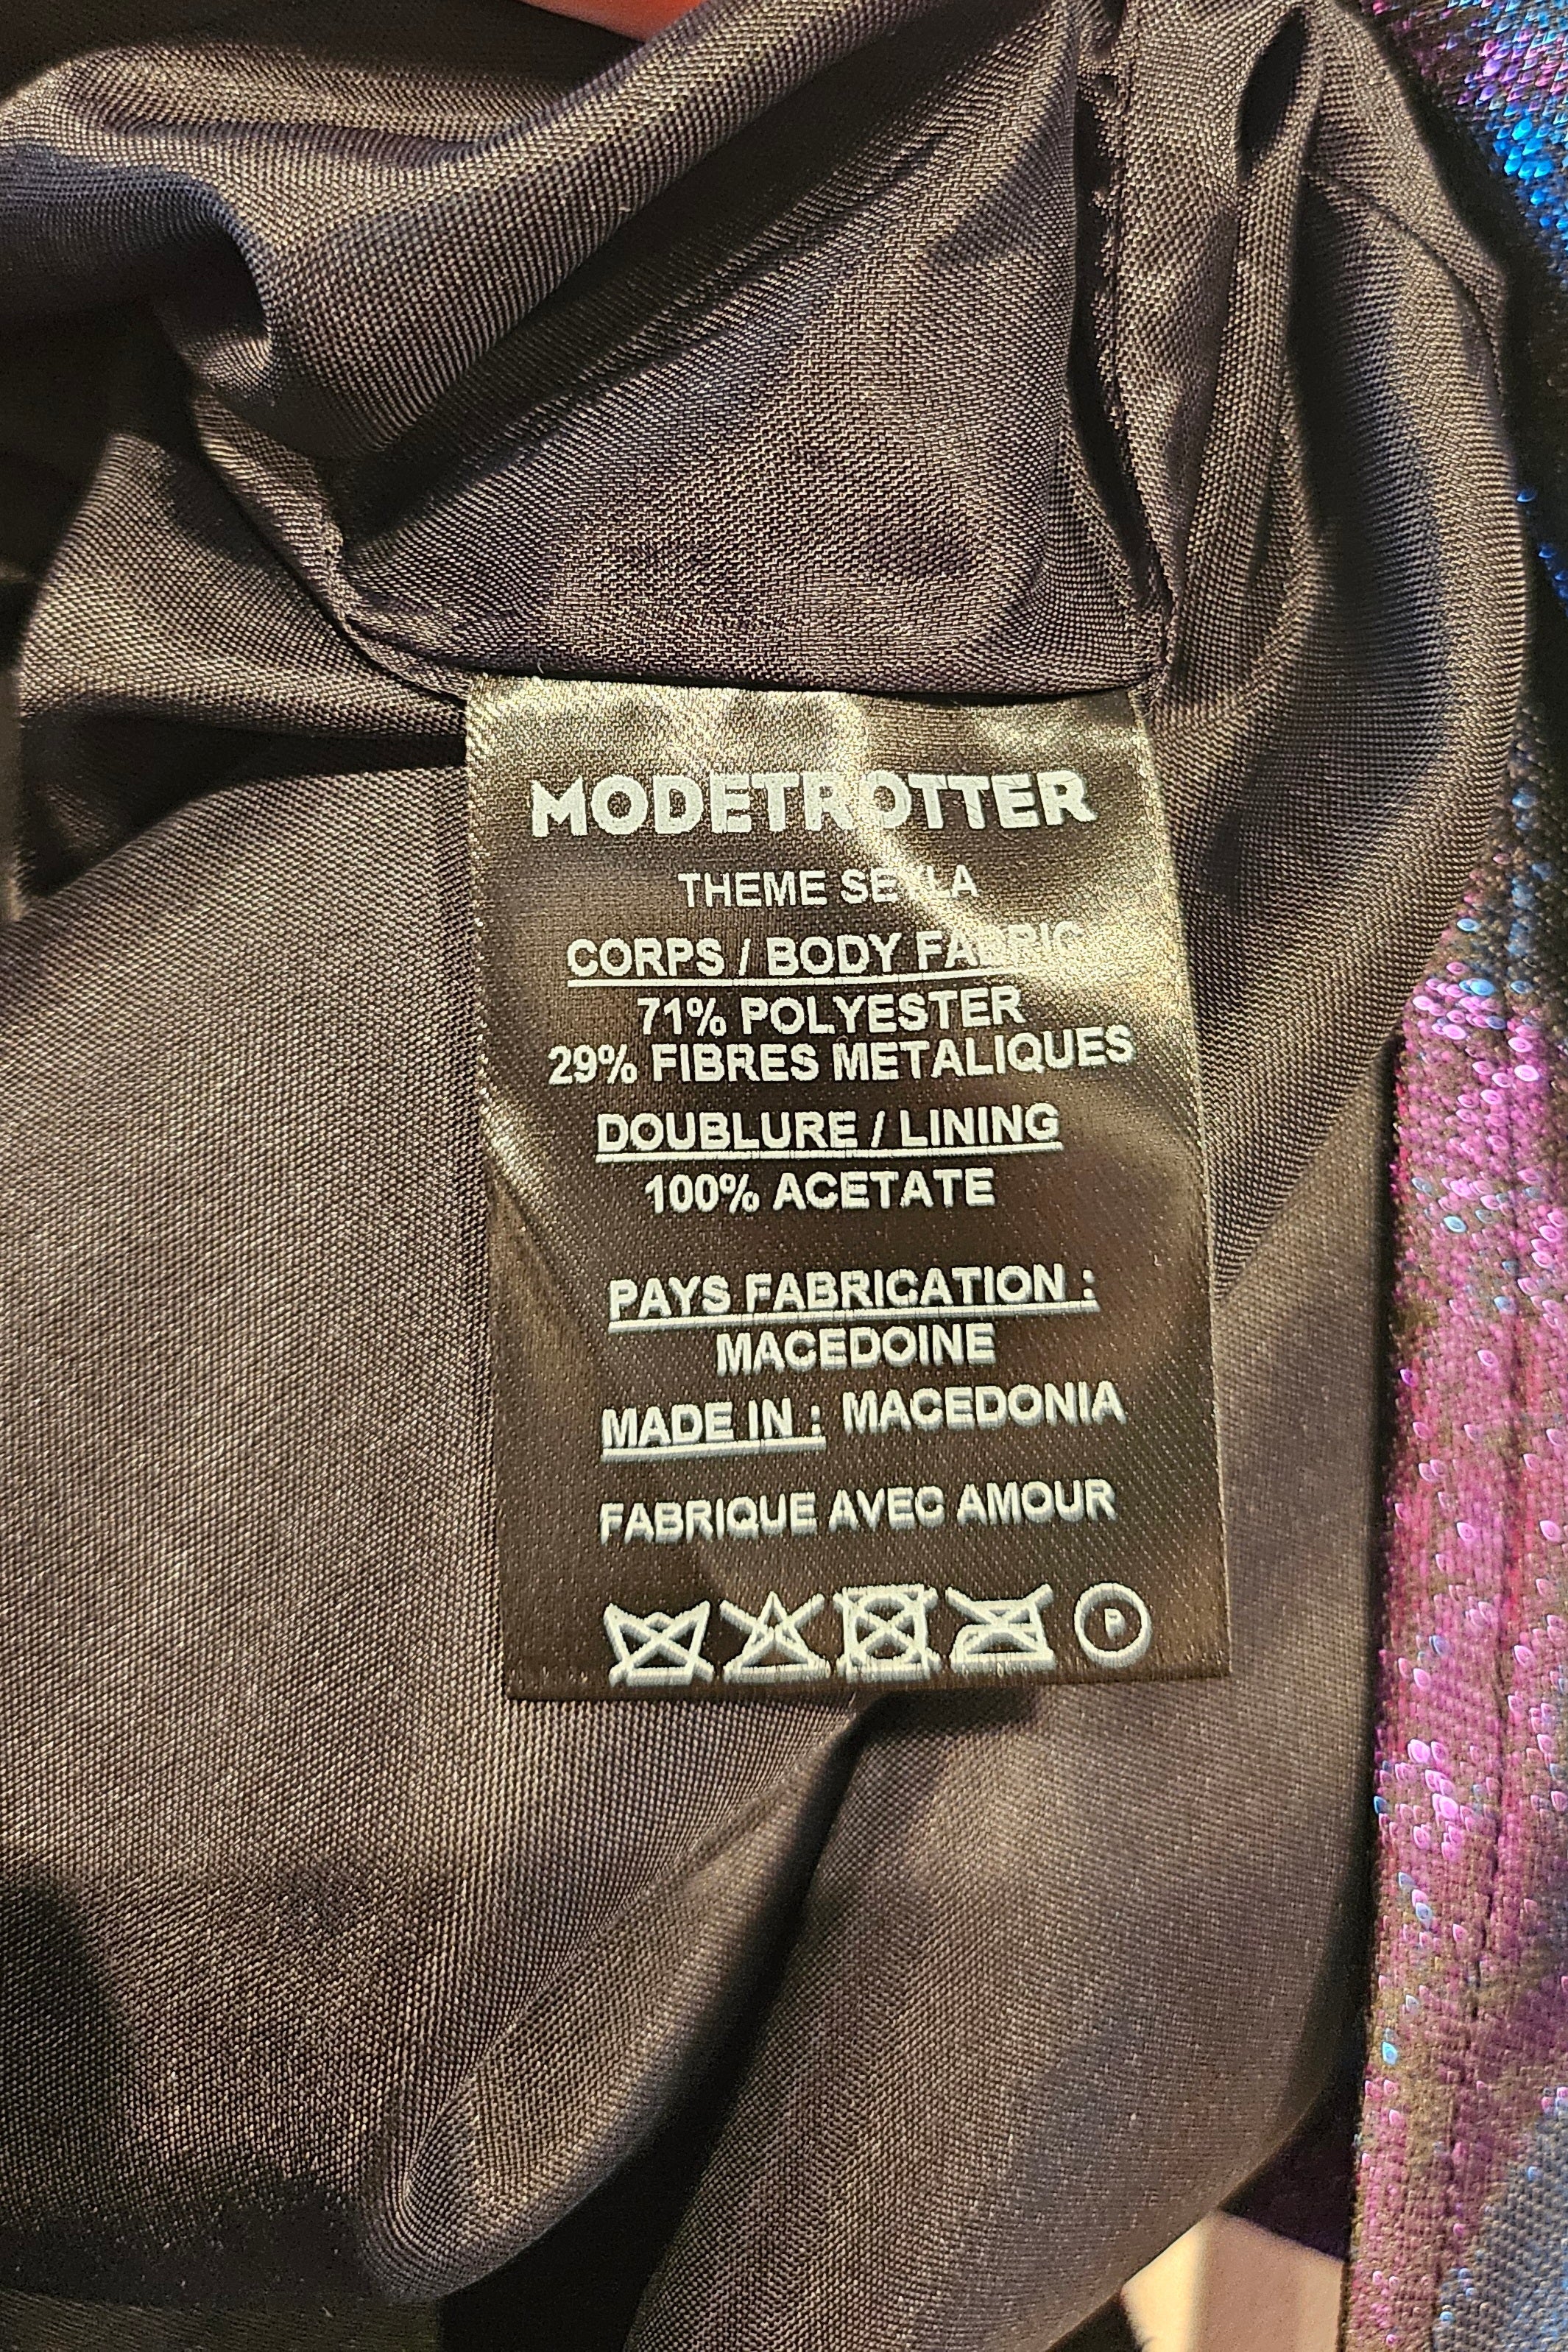 MODETROTTER
THEME
CORPS / BODY FABRIC
71% POLYESTER
29% FIBRES METALIQUES
DOUBLURE / LINING
100% ACETATE
PAYS FABRICATION :
MACEDOINE
MADE IN : MACEDONIA
FABRIQUE AVEC AMOUR
P